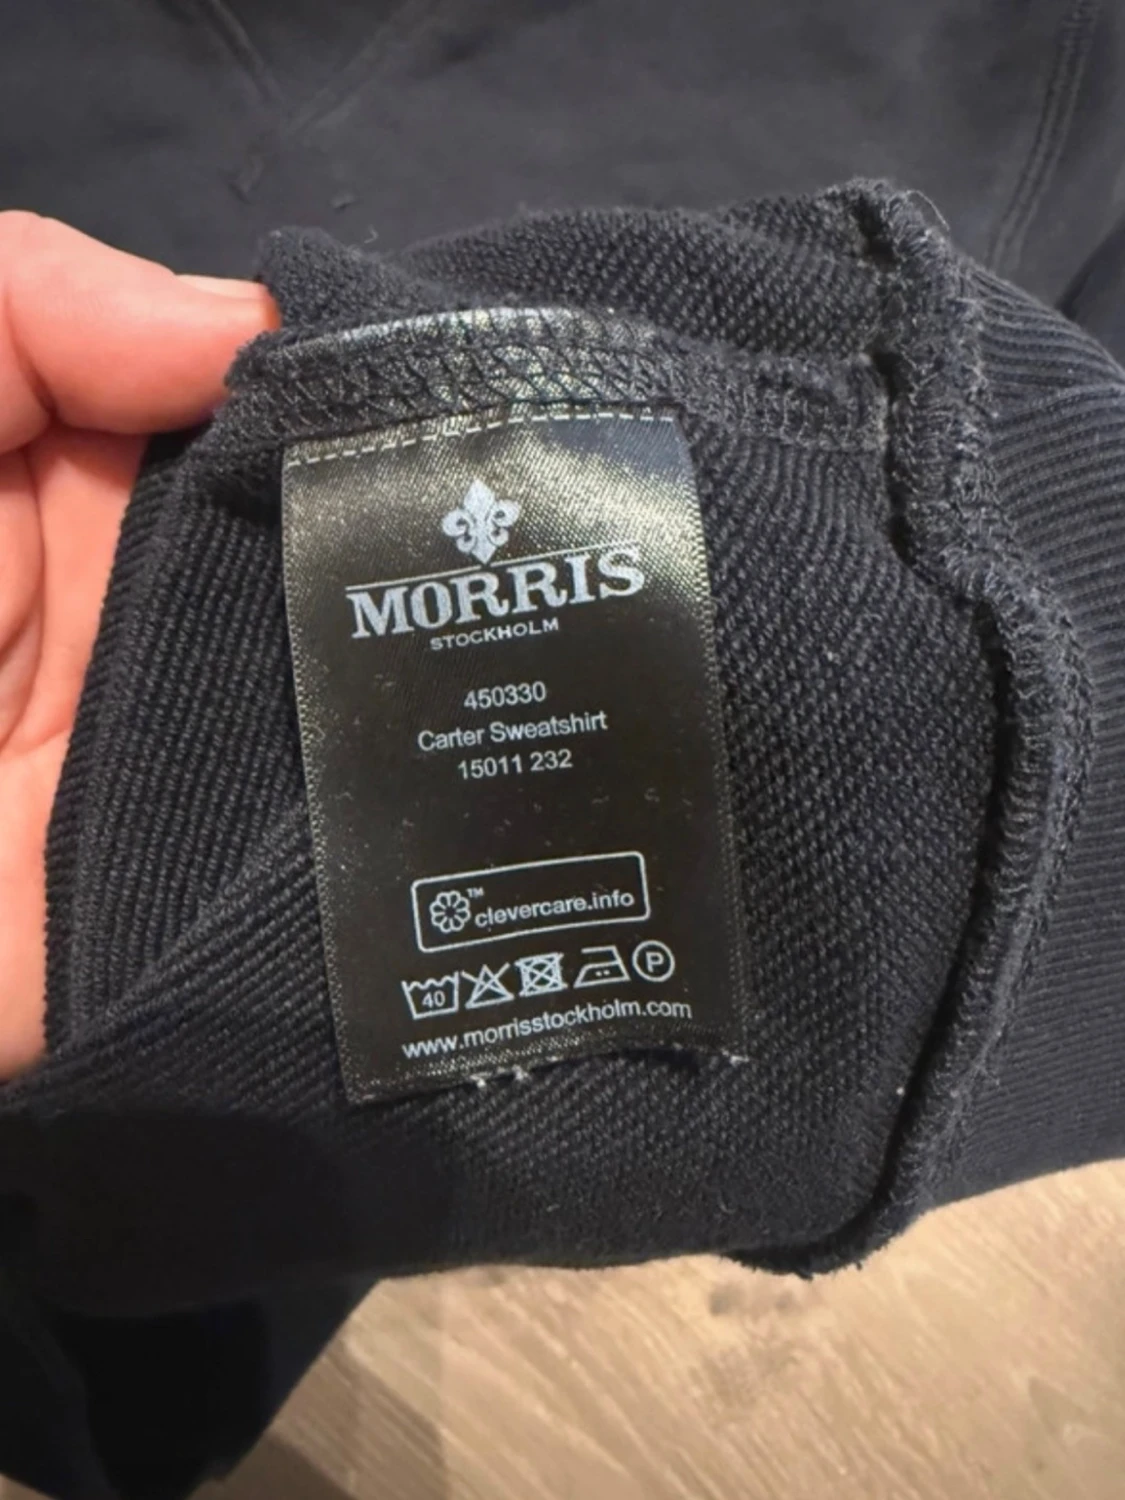 MORRIS
STOCKHOLM
450330
Carter Sweatshirt
15011 232
™
clevercare.info
40
P
www.morrisstockholm.com